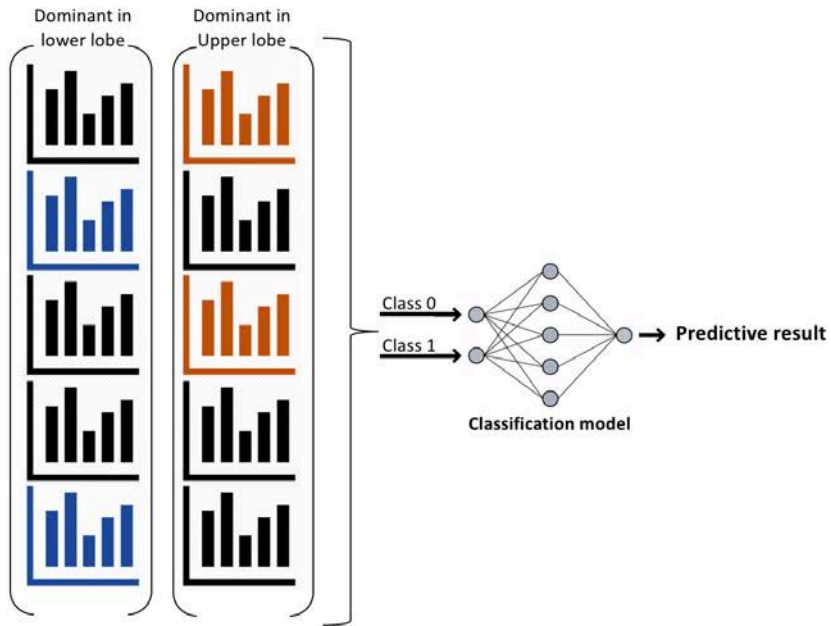 Dominant in
lower lobe
Dominant in
Upper lobe
Class 0
Class 1
Predictive result
Classification model